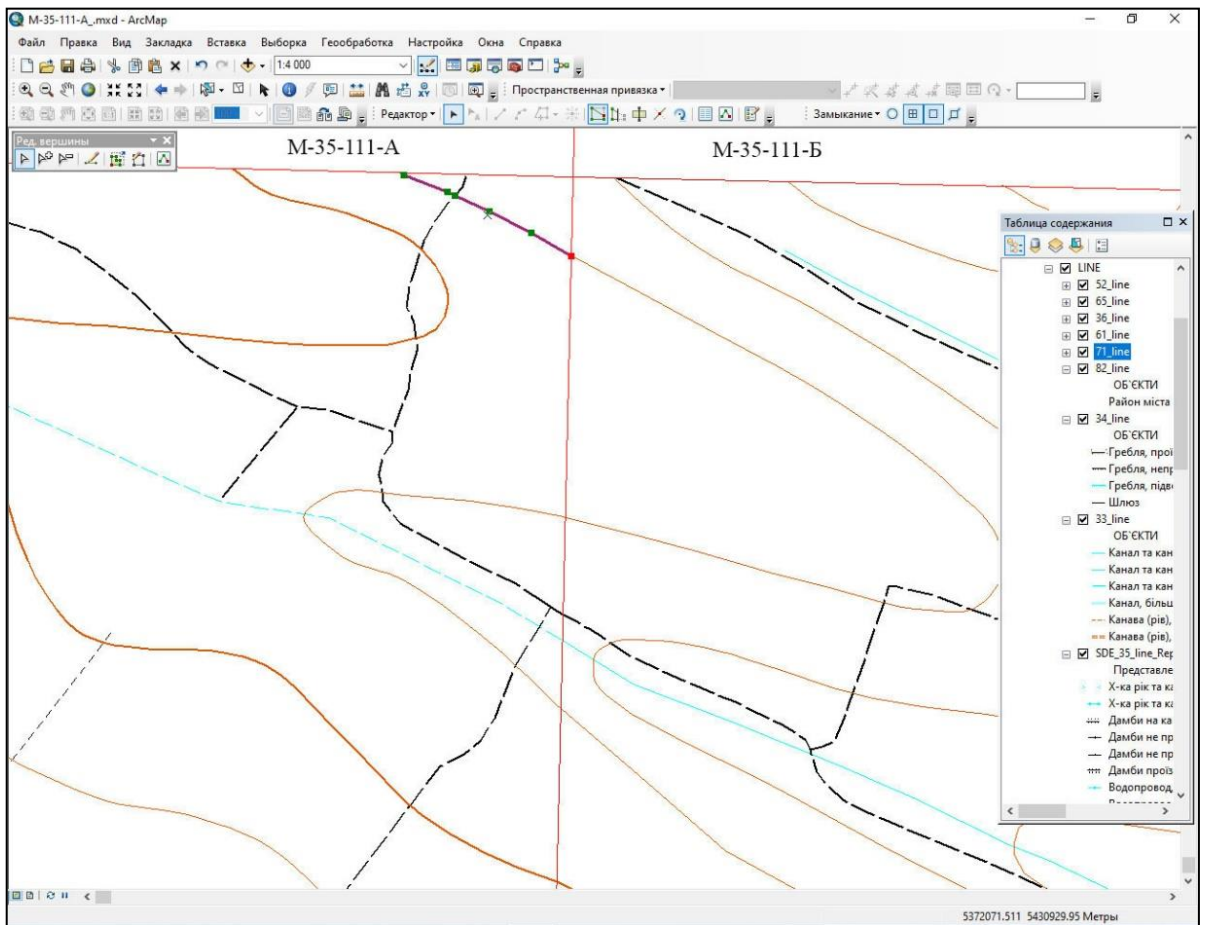 M-35-111-A_.mxd - ArcMap
Файл Правка Вид Закладка Вставка Выборка Геообработка Настройка Окна Справка
1:4 000
Пространственная привязка
Редактор Замыкание
Ред. вершины
М-35-111-А
М-35-111-Б
Таблица содержания
LINE
52_line
65_line
36_line
61_line
71_line
82_line
ОБ'ЄКТИ
Район міста
34_line
ОБ'ЄКТИ
Гребля, прої
Гребля, непр
Гребля, підв
Шлюз
33_line
ОБ'ЄКТИ
Канал та кан
Канал та кан
Канал та кан
Канал, більш
Канава (рів),
Канава (рів),
SDE_35_line_Rep
Представле
Х-ка рік та ка
Х-ка рік та ка
Дамби на ка
Дамби не пр
Дамби не пр
Дамби проїз
Водопровод,
5372071.511 5430929.95 Метры